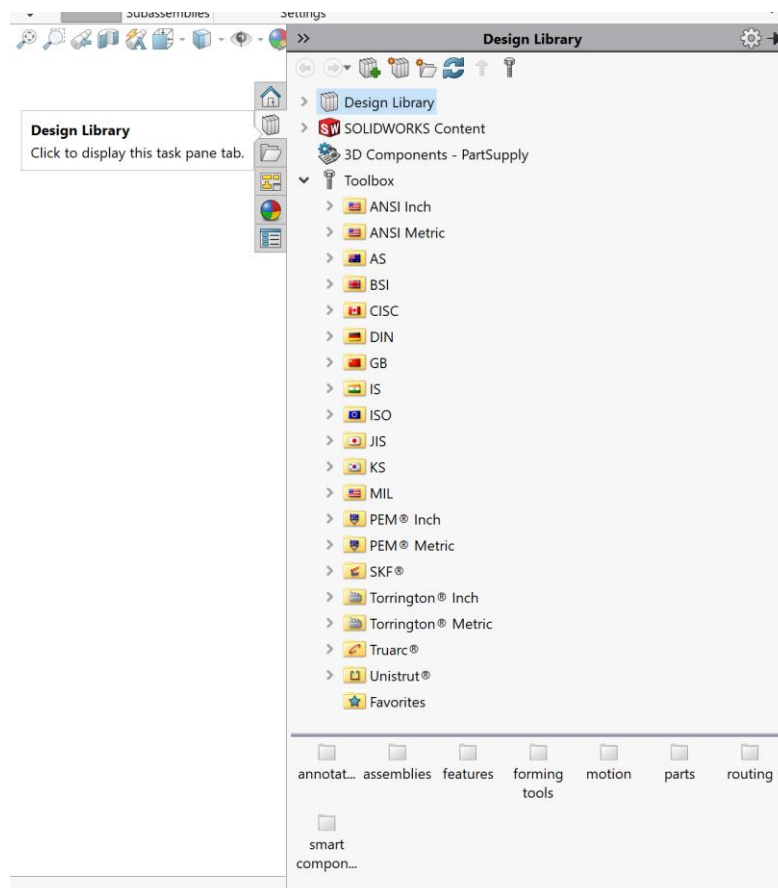 Subassemblies
Settings
Design Library
Design Library
Click to display this task pane tab.
Design Library
SW SOLIDWORKS Content
3D Components - PartSupply
Toolbox
ANSI Inch
ANSI Metric
AS
BSI
CISC
DIN
GB
IS
ISO
JIS
KS
MIL
PEM® Inch
PEM® Metric
SKF®
Torrington® Inch
Torrington® Metric
Truarc®
Unistrut®
Favorites
annotat... assemblies features forming tools motion parts routing
smart compon...